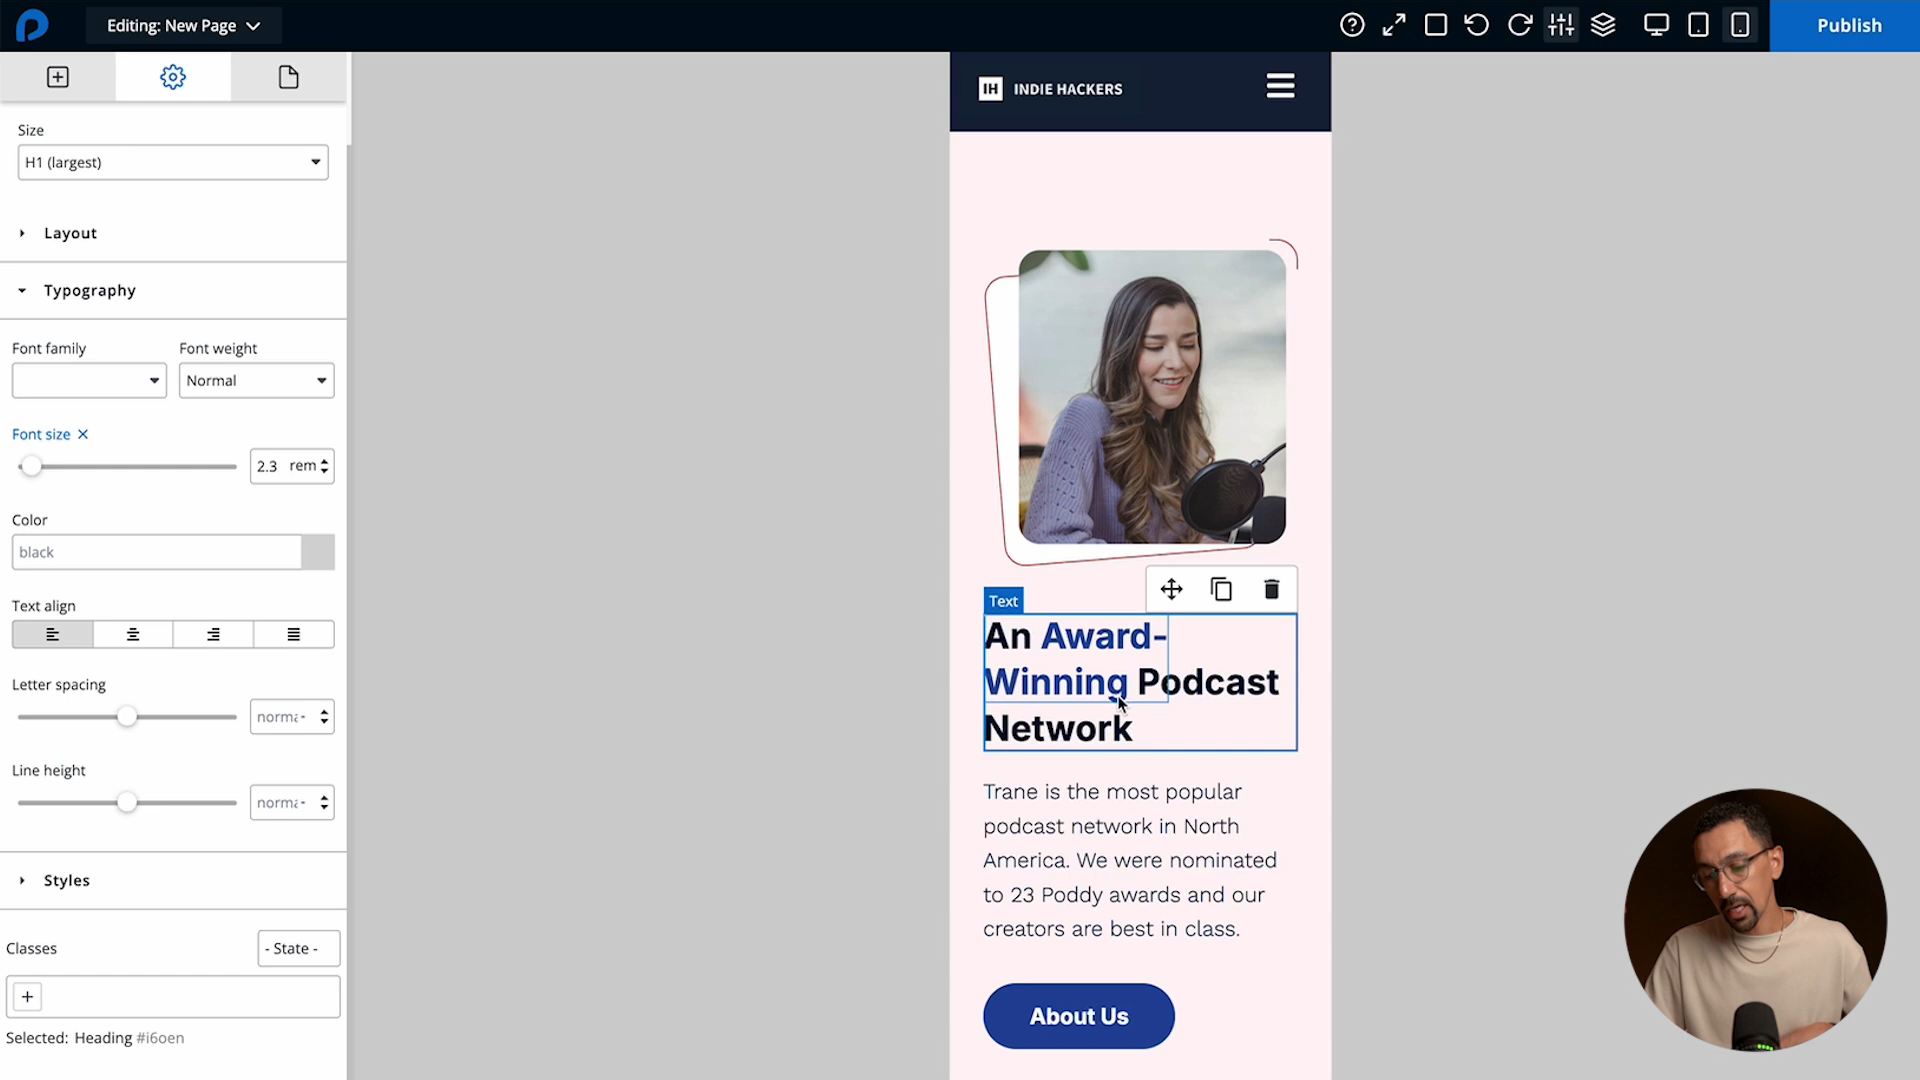 Editing: New Page
Publish
Size
H1 (largest)
Layout
Typography
Font family
Font weight
Normal
Font size ×
2.3 rem
Color
black
Text align
Letter spacing
norma-
Line height
norma-
Styles
Classes
- State -
+
Selected: Heading #i6oen
IH INDIE HACKERS
Text
An Award-
Winning Podcast
Network
Trane is the most popular
podcast network in North
America. We were nominated
to 23 Poddy awards and our
creators are best in class.
About Us